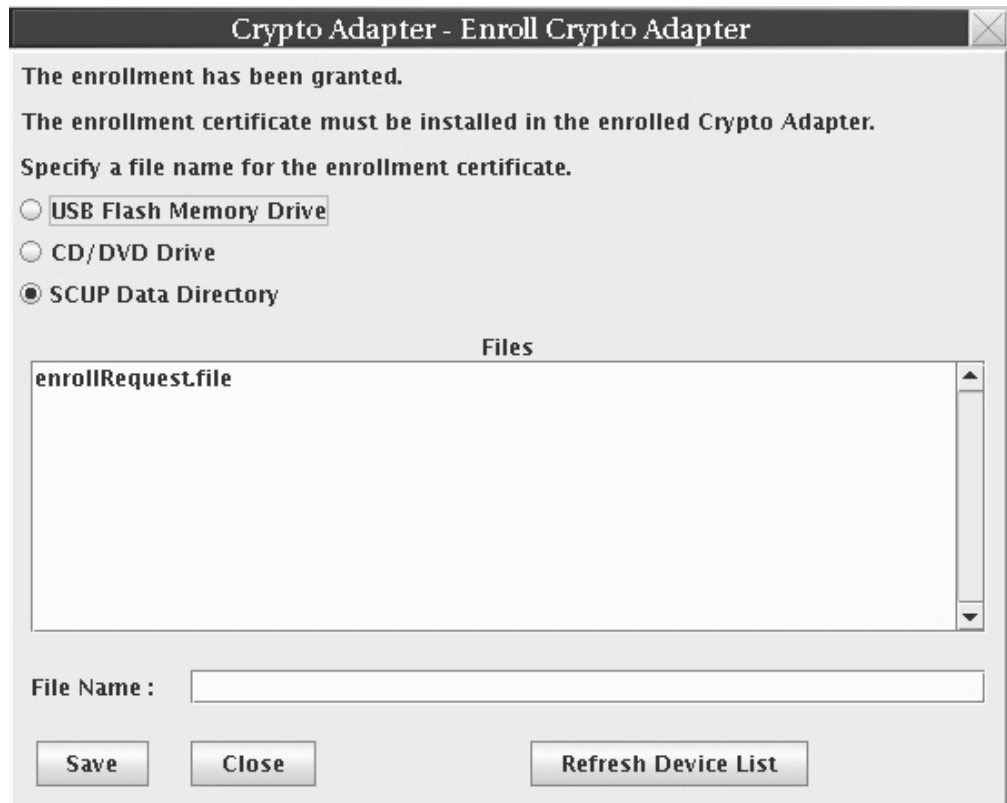 Crypto Adapter - Enroll Crypto Adapter
The enrollment has been granted.
The enrollment certificate must be installed in the enrolled Crypto Adapter.
Specify a file name for the enrollment certificate.
USB Flash Memory Drive
CD/DVD Drive
SCUP Data Directory
Files
enrollRequest.file
File Name :
Save Close Refresh Device List